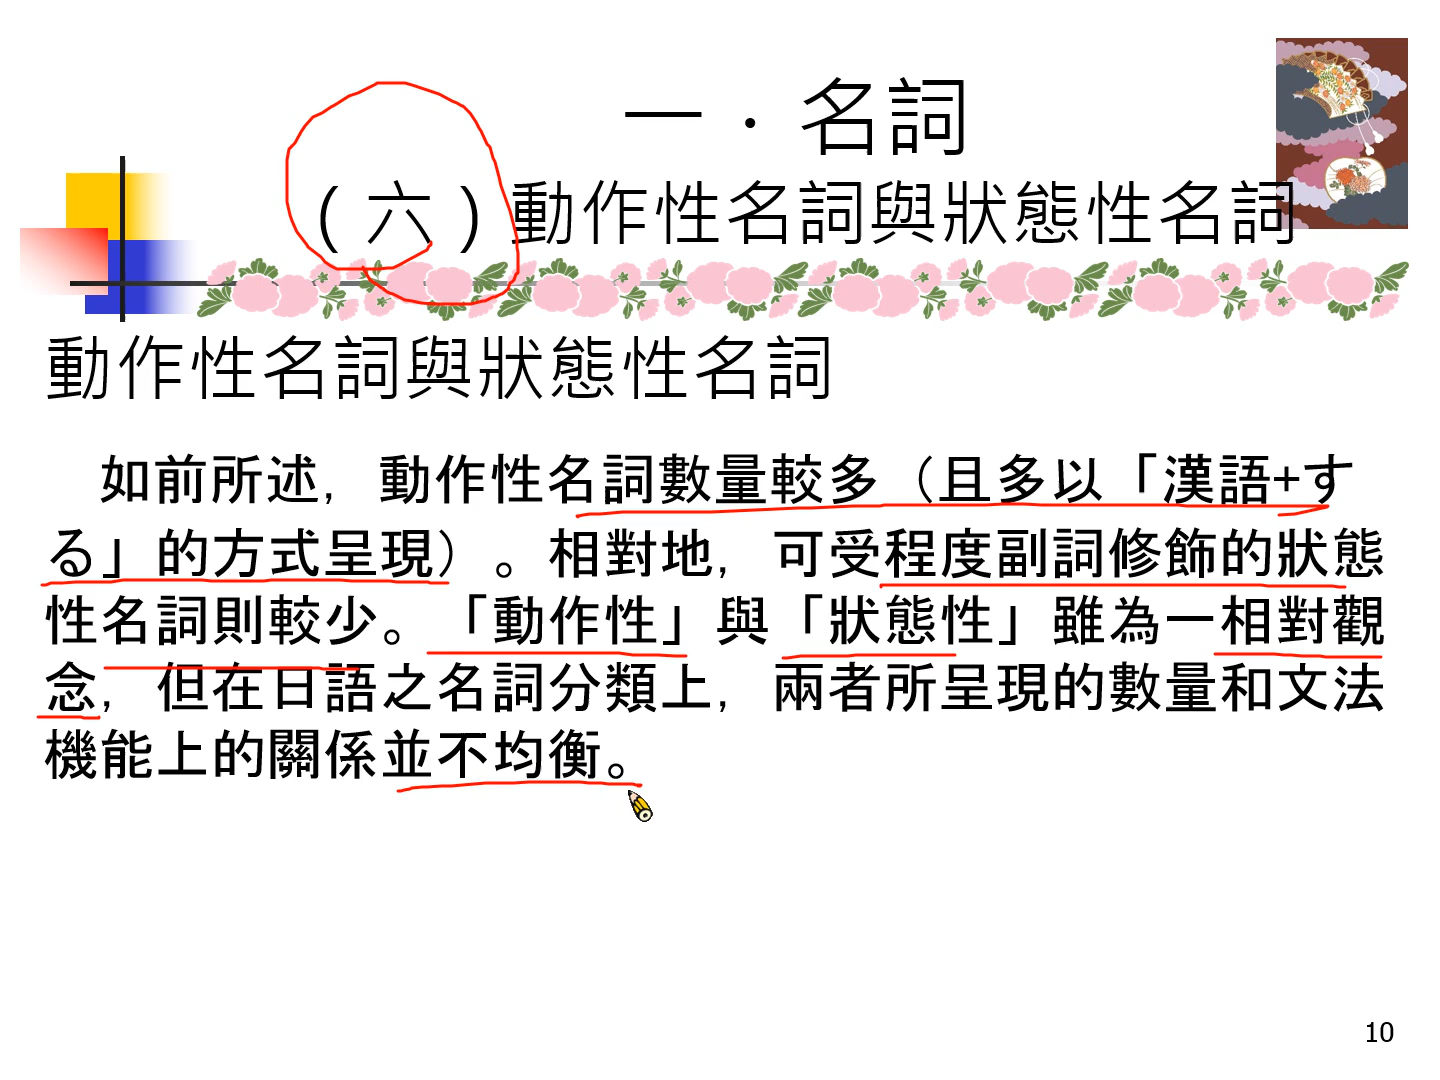 一．名詞
(六)動作性名詞與狀態性名詞
動作性名詞與狀態性名詞
如前所述，動作性名詞數量較多（且多以「漢語+す
る」的方式呈現）。相對地，可受程度副詞修飾的狀態
性名詞則較少。「動作性」與「狀態性」雖為一相對觀
念，但在日語之名詞分類上，兩者所呈現的數量和文法
機能上的關係並不均衡。
10